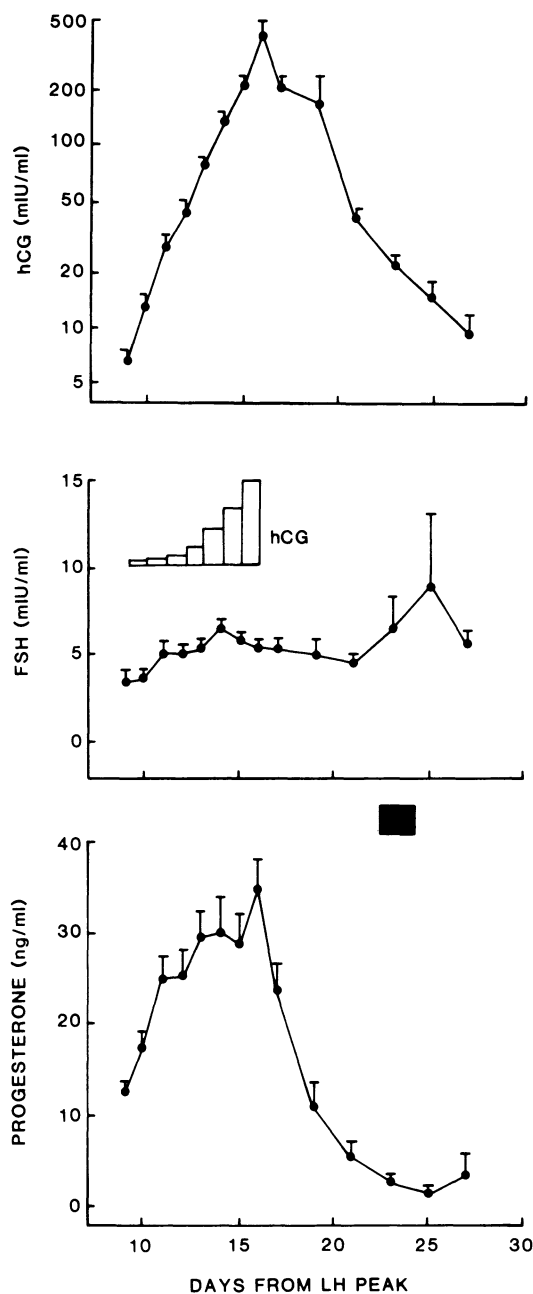 500
200
100
50
20
10
5
hCG (mIU/ml)
15
10
5
0
FSH (mIU/ml)
hCG
40
30
20
10
0
PROGESTERONE (ng/ml)
10 15 20 25 30
DAYS FROM LH PEAK